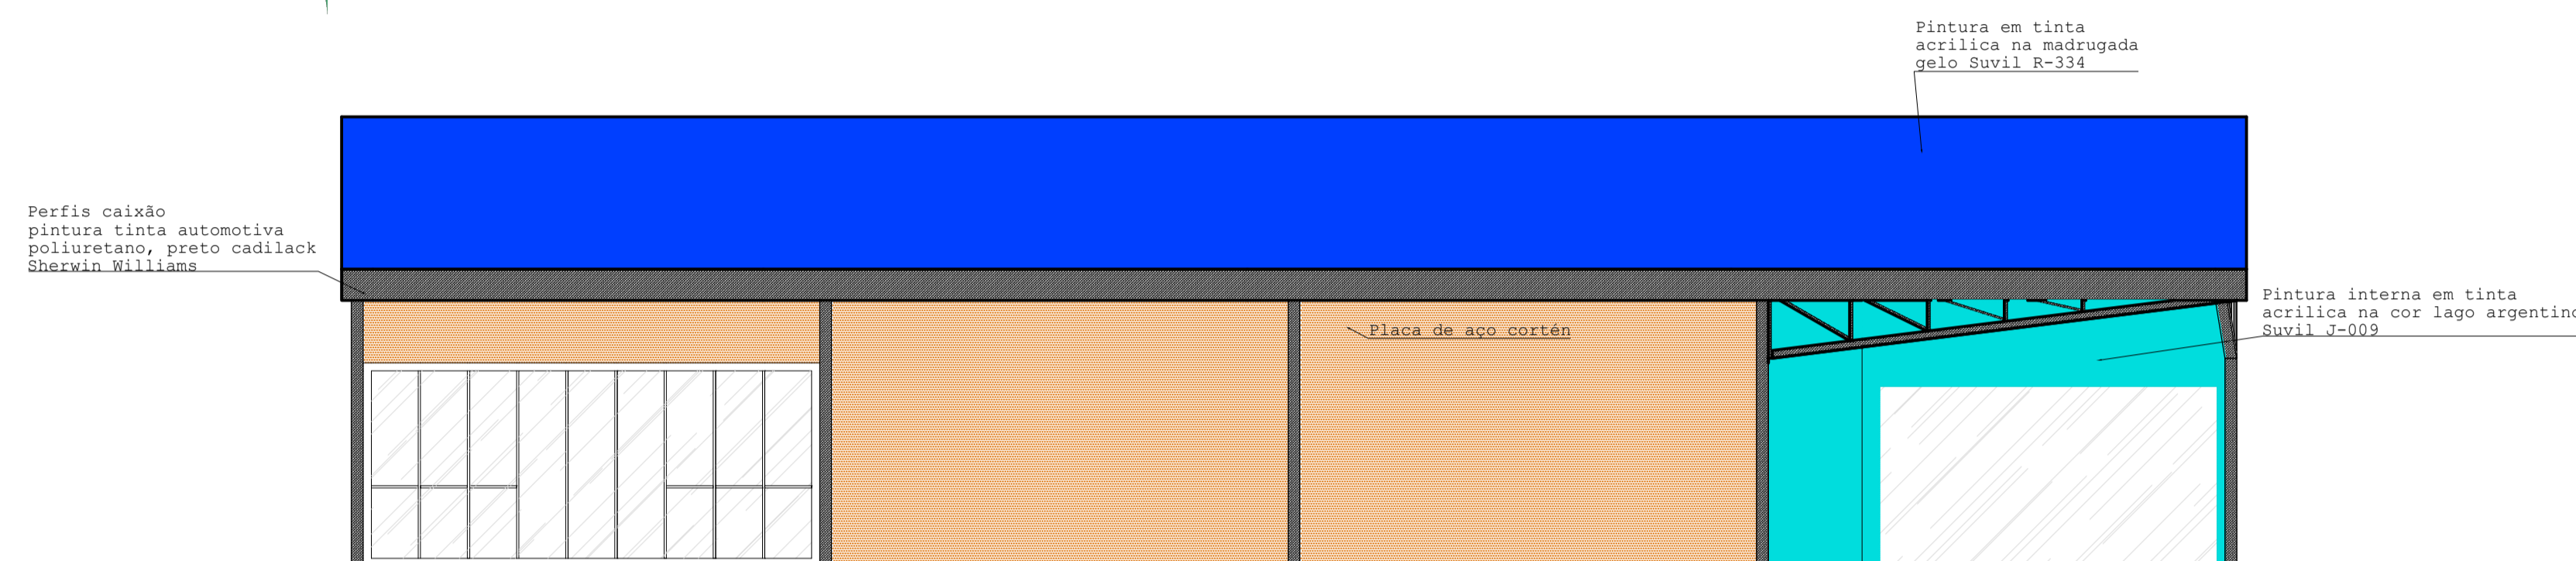 Pintura em tinta
acrilica na madrugada
gelo Suvil R-334
Perfis caixão
pintura tinta automotiva
poliuretano, preto cadilack
Sherwin Williams
Pintura interna em tinta
acrilica na cor lago argentino
Suvil J-009
Placa de aço cortén